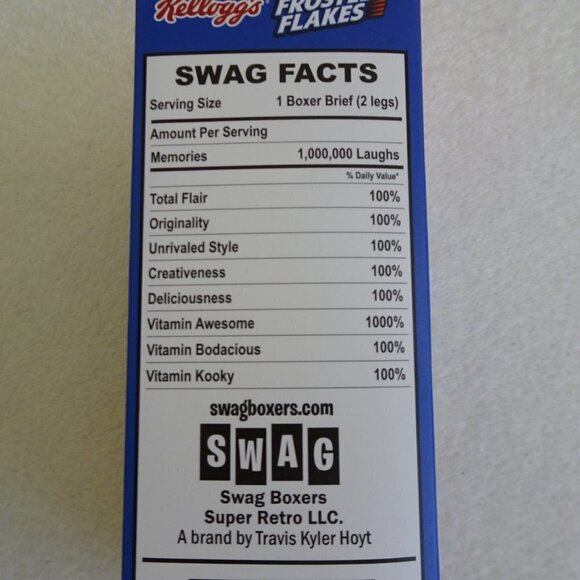 Kellogg's
FROSTED
FLAKES
SWAG FACTS
Serving Size 1 Boxer Brief (2 legs)
Amount Per Serving
Memories 1,000,000 Laughs
% Daily Value*
Total Flair 100%
Originality 100%
Unrivaled Style 100%
Creativeness 100%
Deliciousness 100%
Vitamin Awesome 1000%
Vitamin Bodacious 100%
Vitamin Kooky 100%
swagboxers.com
SWAG
Swag Boxers
Super Retro LLC.
A brand by Travis Kyler Hoyt